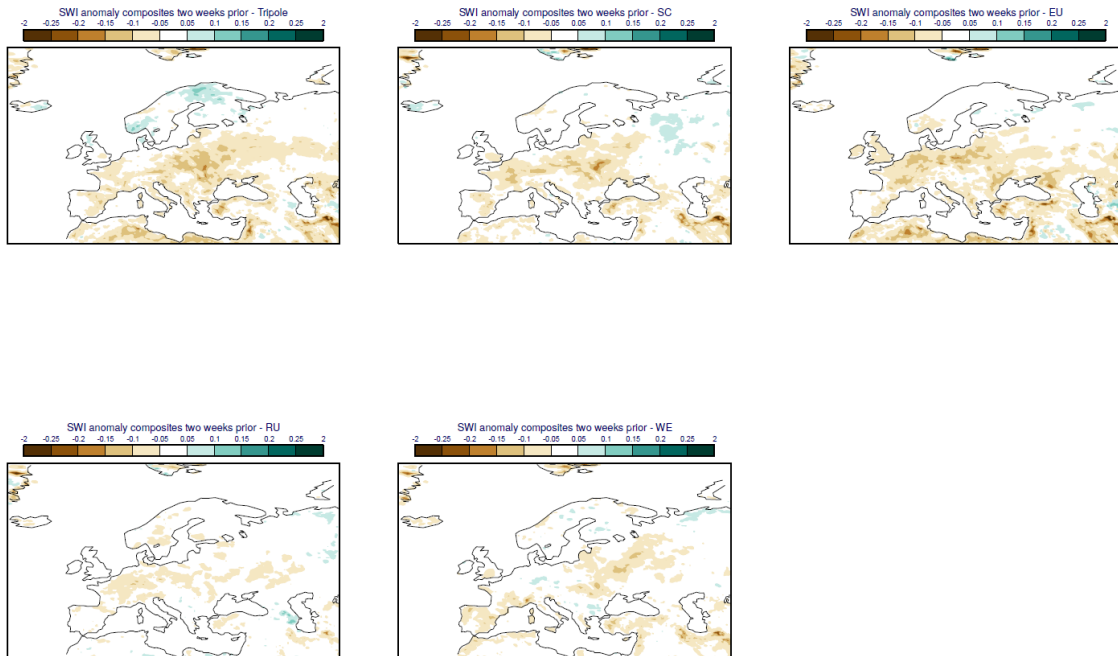 SWI anomaly composites two weeks prior - Tripole
-2 -0.25 -0.2 -0.15 -0.1 -0.05 0.05 0.1 0.15 0.2 0.25 2
SWI anomaly composites two weeks prior - SC
-2 -0.25 -0.2 -0.15 -0.1 -0.05 0.05 0.1 0.15 0.2 0.25 2
SWI anomaly composites two weeks prior - EU
-2 -0.25 -0.2 -0.15 -0.1 -0.05 0.05 0.1 0.15 0.2 0.25 2
SWI anomaly composites two weeks prior - RU
-2 -0.25 -0.2 -0.15 -0.1 -0.05 0.05 0.1 0.15 0.2 0.25 2
SWI anomaly composites two weeks prior - WE
-2 -0.25 -0.2 -0.15 -0.1 -0.05 0.05 0.1 0.15 0.2 0.25 2